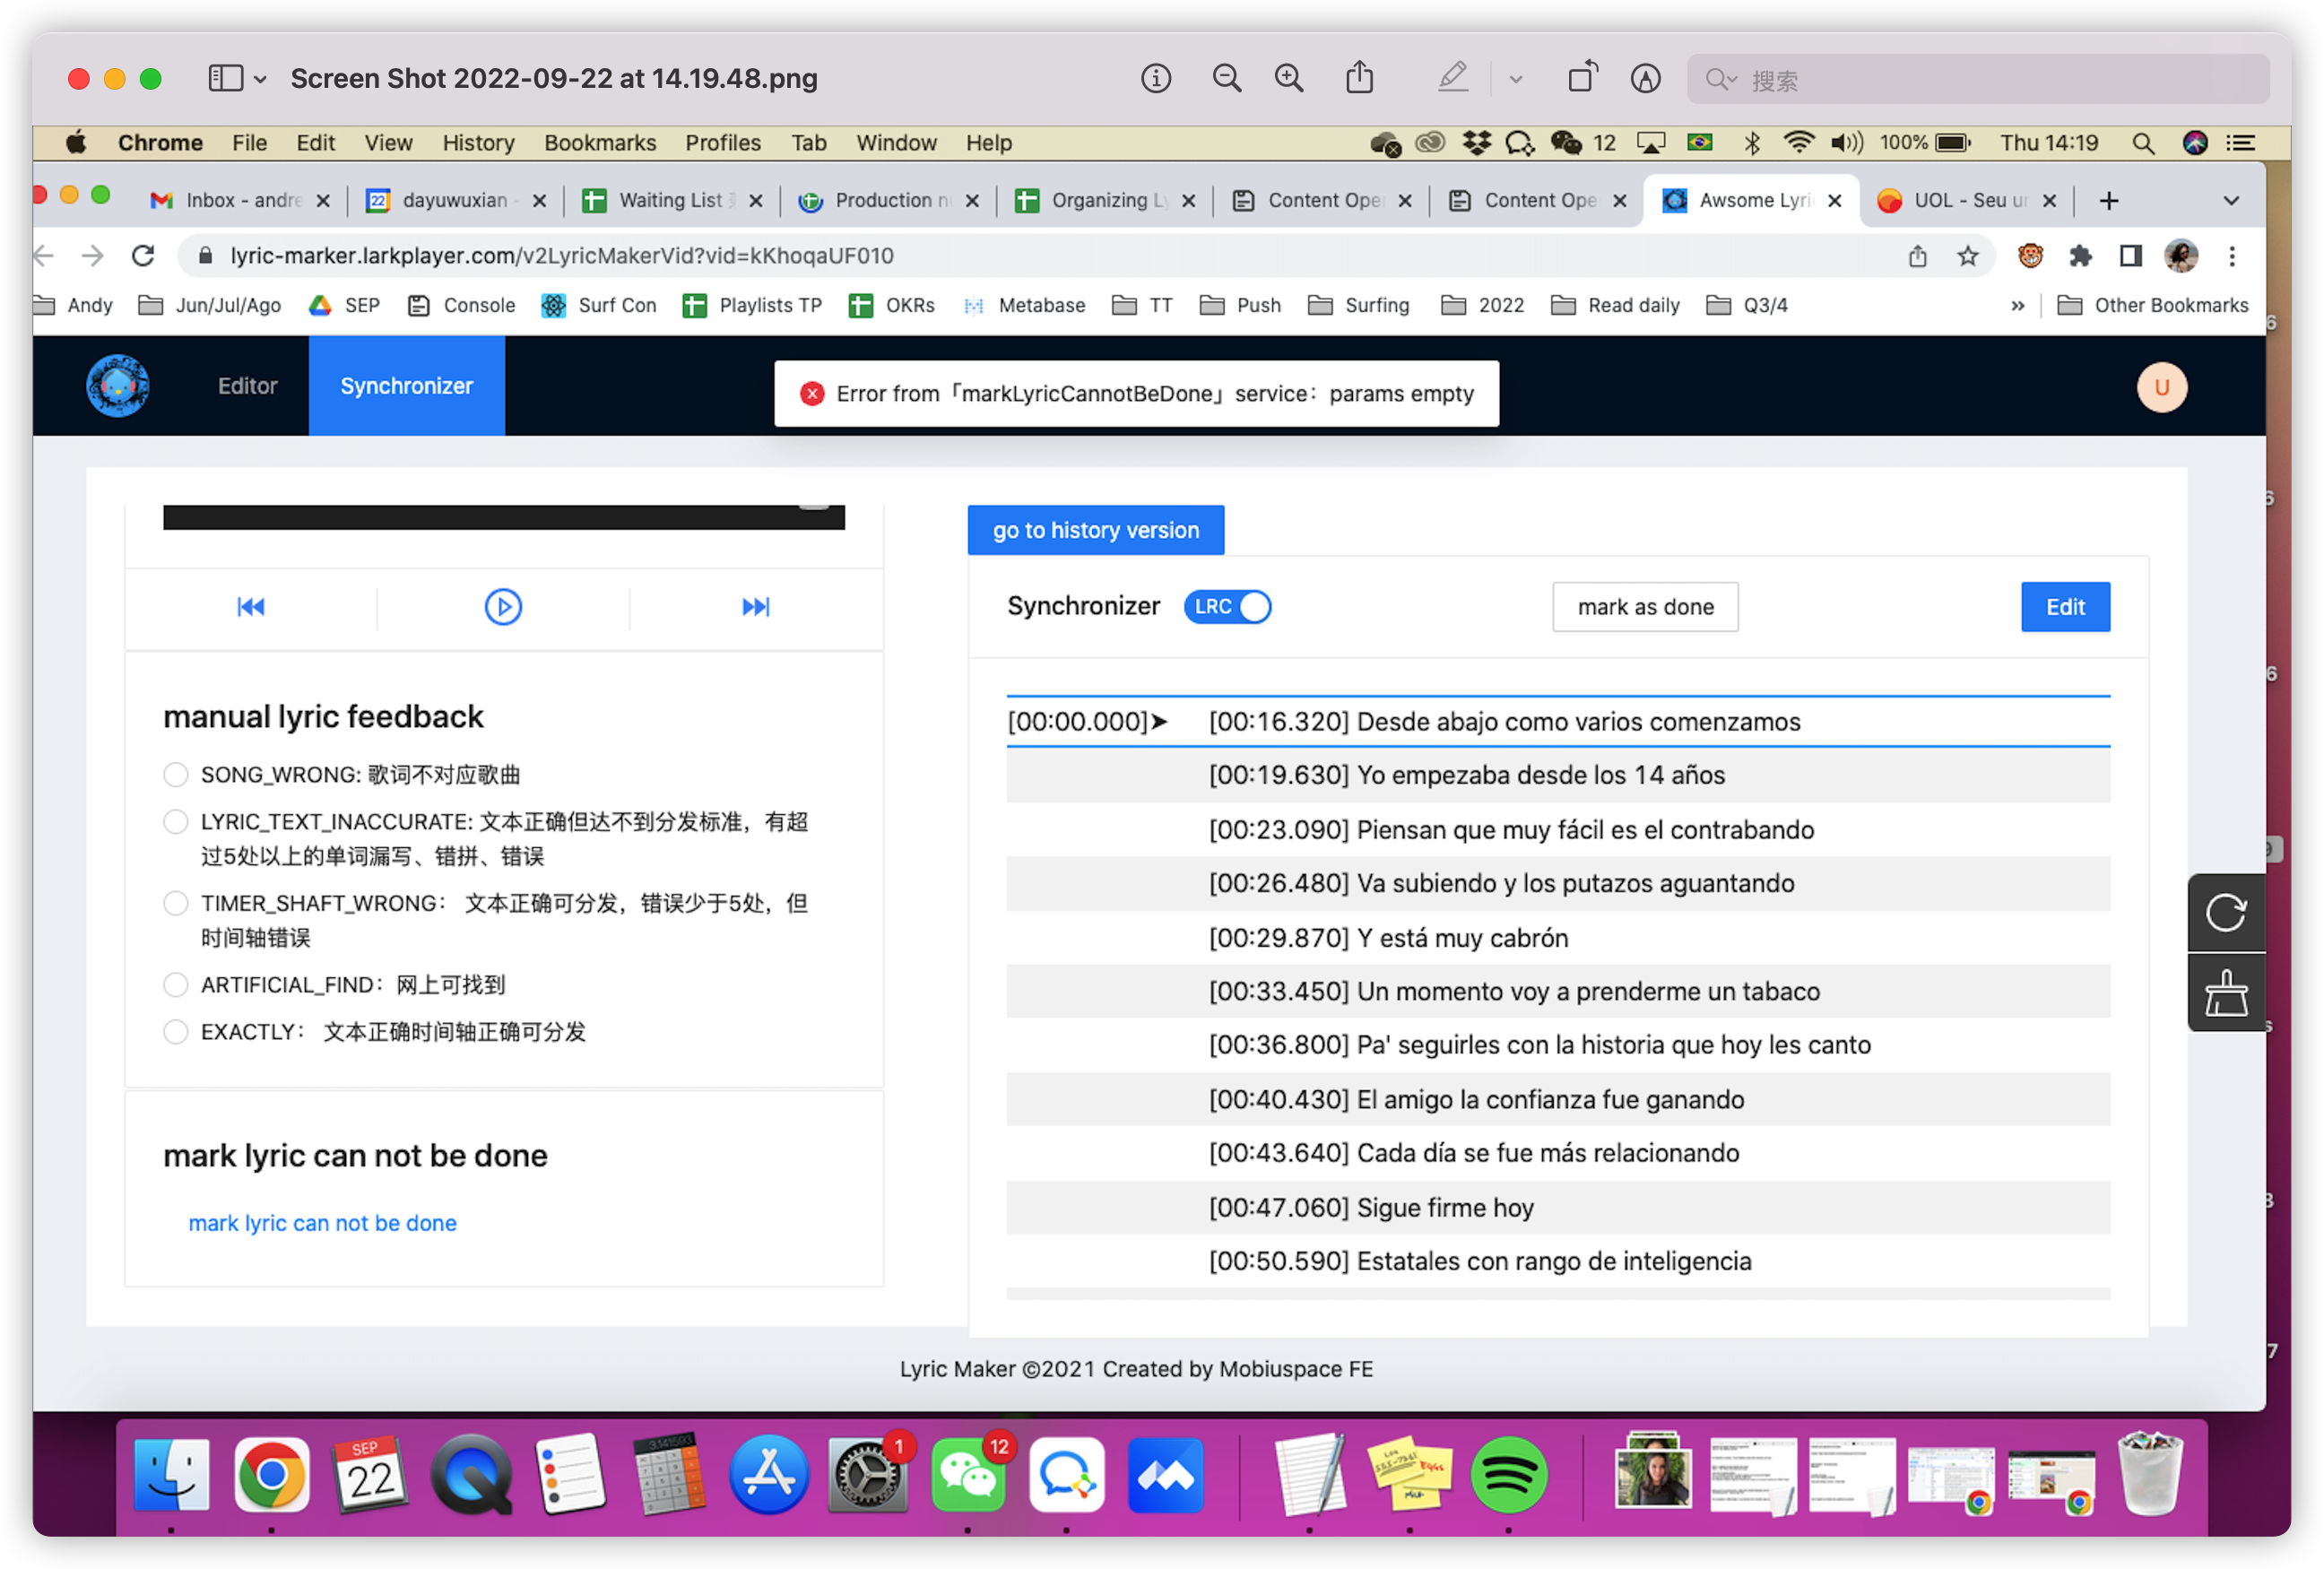 Screen Shot 2022-09-22 at 14.19.48.png
搜索
Chrome File Edit View History Bookmarks Profiles Tab Window Help
12
100%
Thu 14:19
Inbox - andre
22 dayuwuxian -
Waiting List
Production n
Organizing Ly
Content Ope
Content Ope
Awsome Lyri
UOL - Seu un
lyric-marker.larkplayer.com/v2LyricMakerVid?vid=kKhoqaUF010
Andy
Jun/Jul/Ago
SEP
Console
Surf Con
Playlists TP
OKRs
Metabase
TT
Push
Surfing
2022
Read daily
Q3/4
»
Other Bookmarks
Editor
Synchronizer
Error from「markLyricCannotBeDone」service：params empty
U
go to history version
Synchronizer
LRC
mark as done
Edit
manual lyric feedback
SONG_WRONG: 歌词不对应歌曲
LYRIC_TEXT_INACCURATE: 文本正确但达不到分发标准，有超
过5处以上的单词漏写、错拼、错误
TIMER_SHAFT_WRONG： 文本正确可分发，错误少于5处，但
时间轴错误
ARTIFICIAL_FIND：网上可找到
EXACTLY： 文本正确时间轴正确可分发
mark lyric can not be done
mark lyric can not be done
[00:00.000]➤ [00:16.320] Desde abajo como varios comenzamos
[00:19.630] Yo empezaba desde los 14 años
[00:23.090] Piensan que muy fácil es el contrabando
[00:26.480] Va subiendo y los putazos aguantando
[00:29.870] Y está muy cabrón
[00:33.450] Un momento voy a prenderme un tabaco
[00:36.800] Pa' seguirles con la historia que hoy les canto
[00:40.430] El amigo la confianza fue ganando
[00:43.640] Cada día se fue más relacionando
[00:47.060] Sigue firme hoy
[00:50.590] Estatales con rango de inteligencia
Lyric Maker ©2021 Created by Mobiuspace FE
SEP
22
1
12